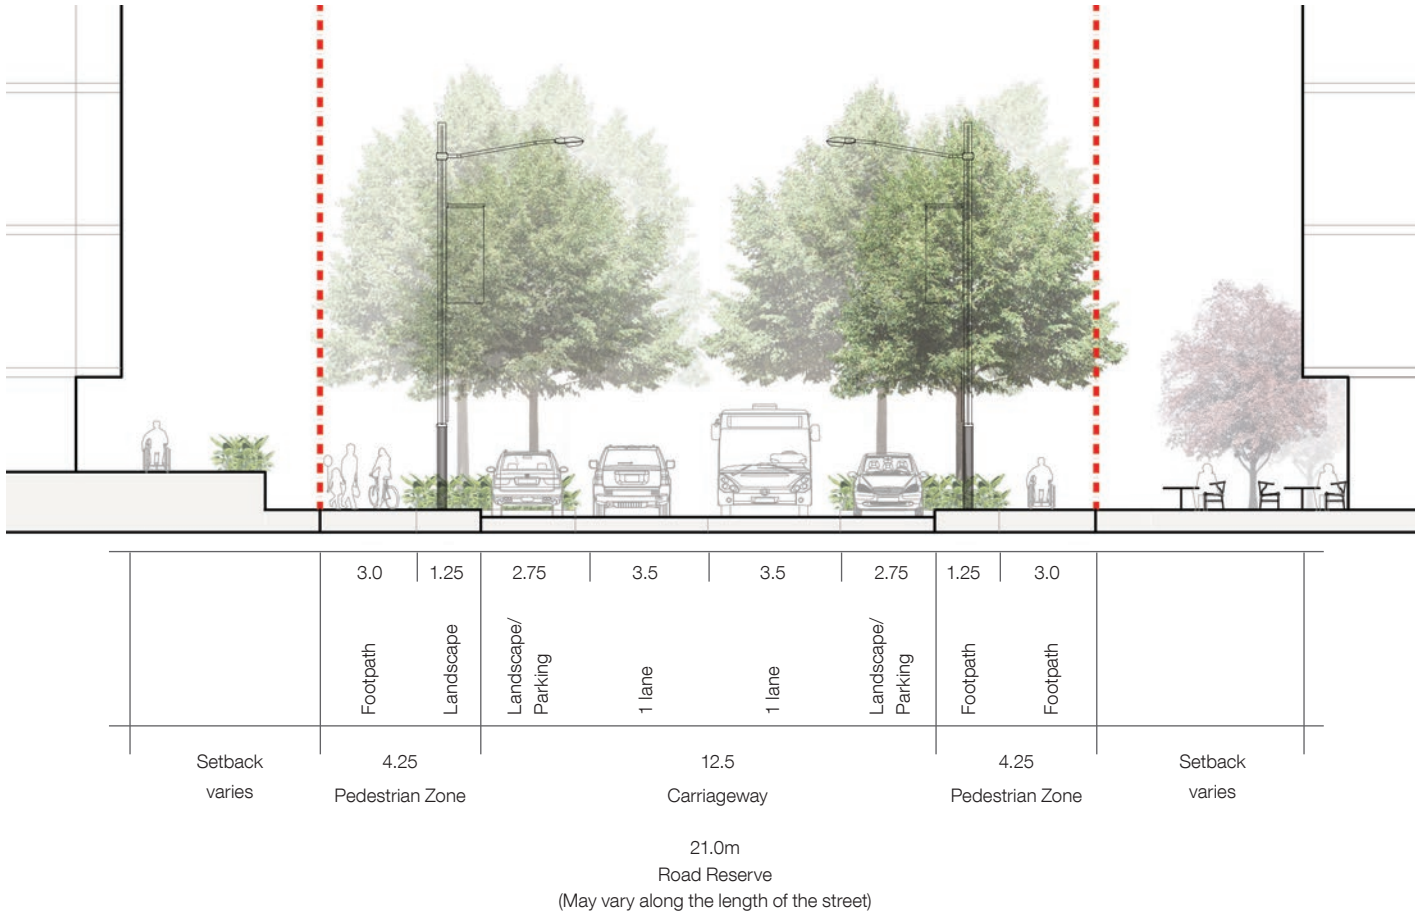 3.0
1.25
2.75
3.5
3.5
2.75
1.25
3.0
Footpath
Landscape
Landscape/
Parking
1 lane
1 lane
Landscape/
Parking
Footpath
Footpath
Setback
varies
4.25
Pedestrian Zone
12.5
Carriageway
4.25
Pedestrian Zone
Setback
varies
21.0m
Road Reserve
(May vary along the length of the street)